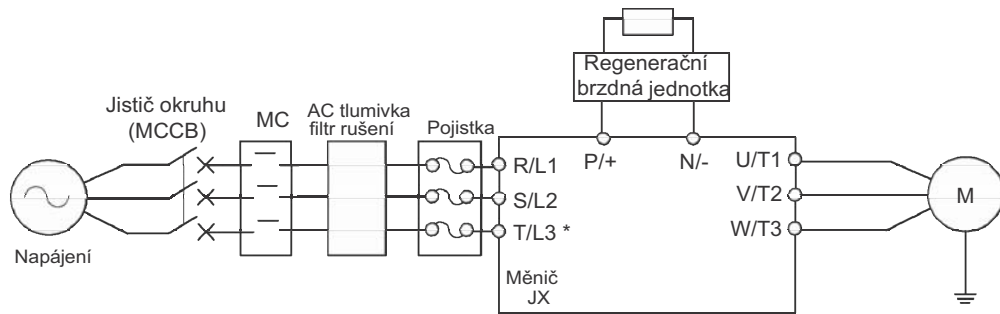 Regenerační
brzdná jednotka
Jistič okruhu
(MCCB)
MC
AC tlumivka
filtr rušení
Pojistka
P/+
N/-
R/L1
S/L2
T/L3 *
U/T1
V/T2
W/T3
M
Napájení
Měnič
JX